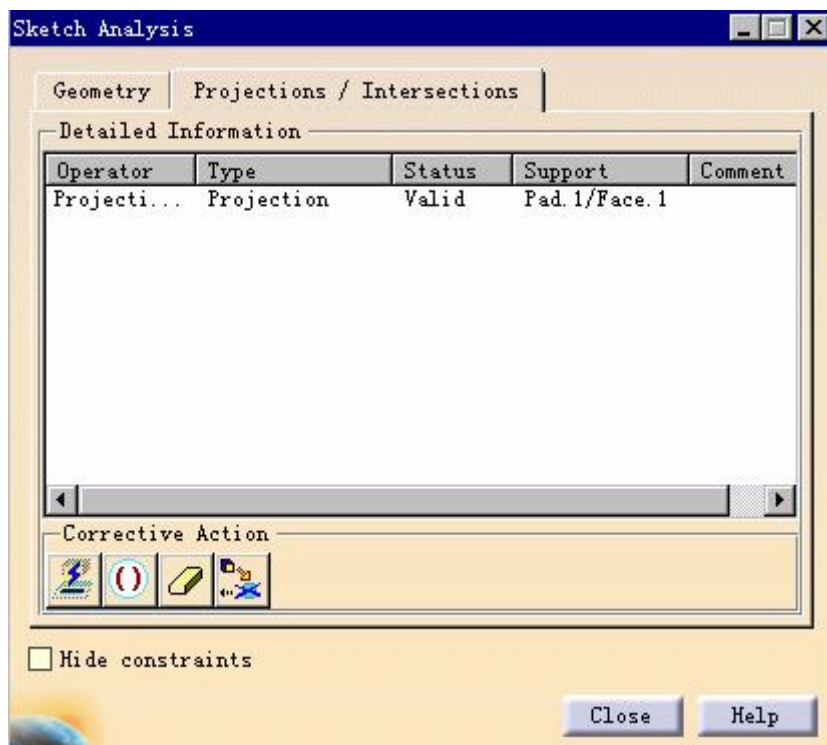 Sketch Analysis
Geometry Projections / Intersections
Detailed Information
Operator Type Status Support Comment
Projecti... Projection Valid Pad.1/Face.1
Corrective Action
Hide constraints
Close Help